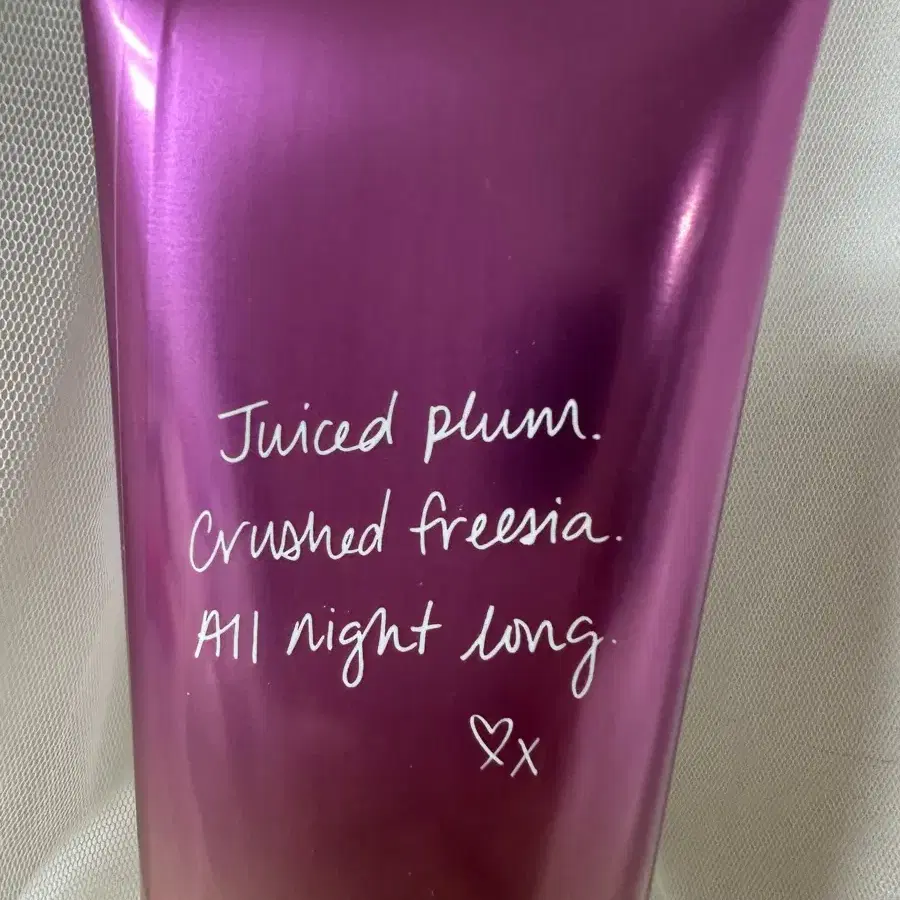 Juiced plum.
Crushed freesia.
All night long.
♡x